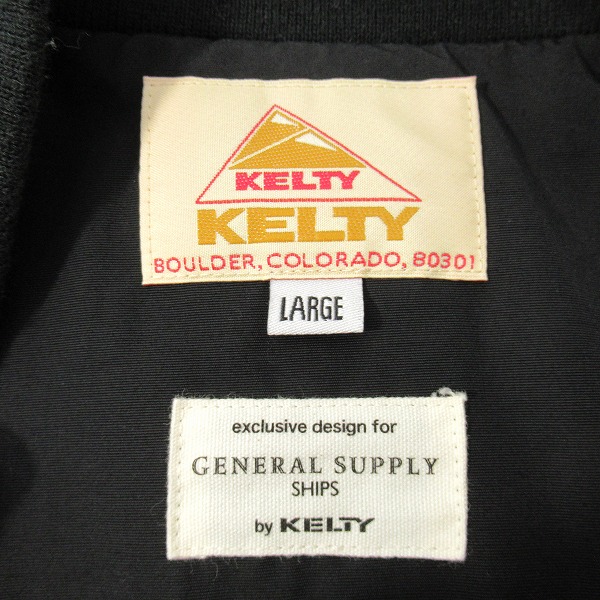 KELTY
KELTY
BOULDER, COLORADO, 80301
LARGE
exclusive design for
GENERAL SUPPLY
SHIPS
by KELTY